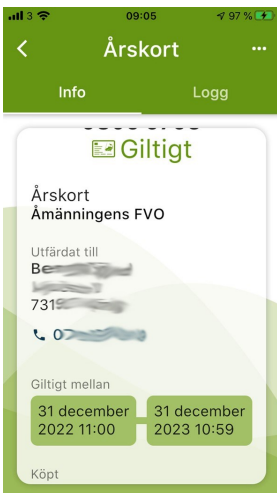 3 09:05 97 %
Årskort
Info Logg
Giltigt
Årskort
Åmänningens FVO
Utfärdat till
Giltigt mellan
31 december
2022 11:00
31 december
2023 10:59
Köpt